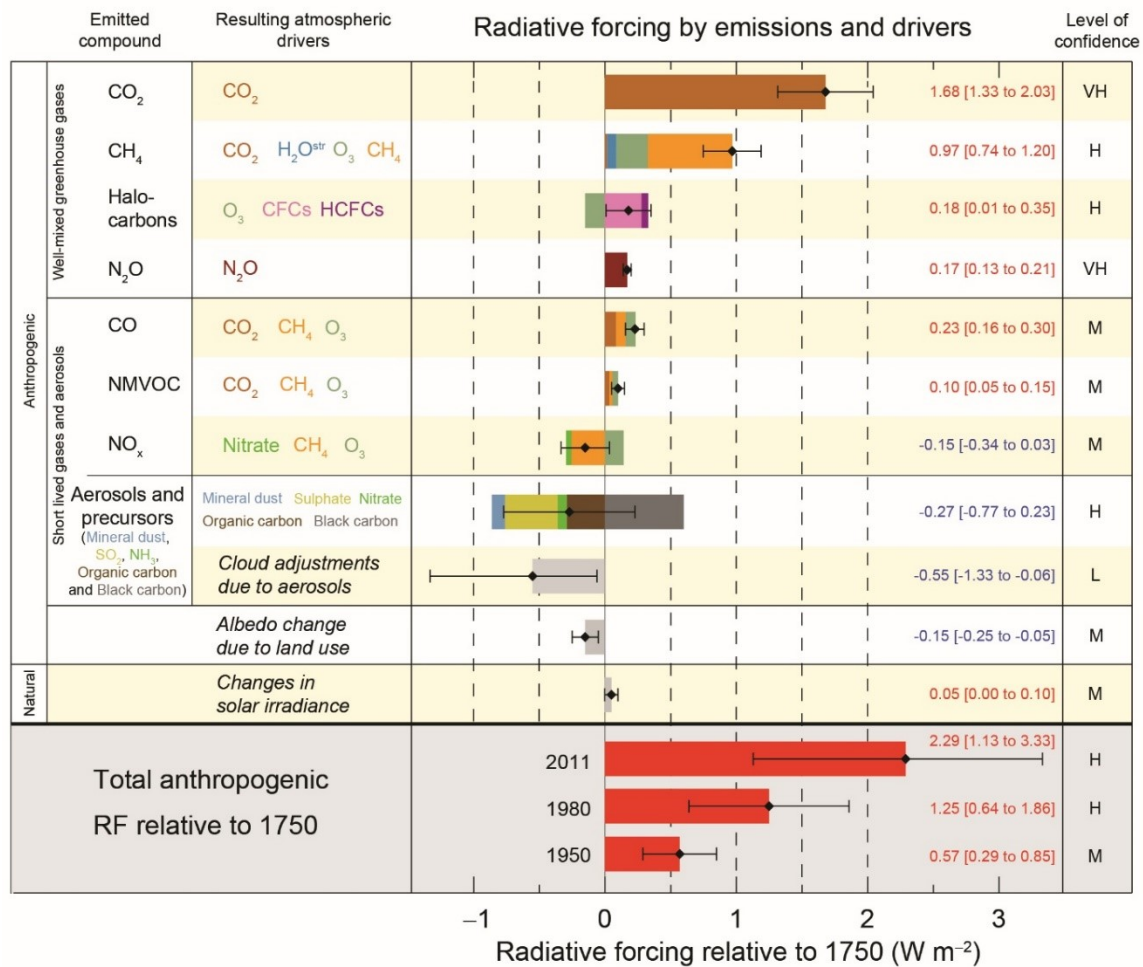 Emitted compound
Resulting atmospheric drivers
Radiative forcing by emissions and drivers
Level of confidence
Anthropogenic
Well-mixed greenhouse gases
CO₂
CO₂
1.68 [1.33 to 2.03]
VH
CH₄
CO₂ H₂Oˢᵗʳ O₃ CH₄
0.97 [0.74 to 1.20]
H
Halo-
carbons
O₃ CFCs HCFCs
0.18 [0.01 to 0.35]
H
N₂O
N₂O
0.17 [0.13 to 0.21]
VH
Short lived gases and aerosols
CO
CO₂ CH₄ O₃
0.23 [0.16 to 0.30]
M
NMVOC
CO₂ CH₄ O₃
0.10 [0.05 to 0.15]
M
NOₓ
Nitrate CH₄ O₃
-0.15 [-0.34 to 0.03]
M
Aerosols and
precursors
(Mineral dust,
SO₂, NH₃,
Organic carbon
and Black carbon)
Mineral dust Sulphate Nitrate
Organic carbon Black carbon
-0.27 [-0.77 to 0.23]
H
Cloud adjustments
due to aerosols
-0.55 [-1.33 to -0.06]
L
Albedo change
due to land use
-0.15 [-0.25 to -0.05]
M
Natural
Changes in
solar irradiance
0.05 [0.00 to 0.10]
M
Total anthropogenic
RF relative to 1750
2011
2.29 [1.13 to 3.33]
H
1980
1.25 [0.64 to 1.86]
H
1950
0.57 [0.29 to 0.85]
M
−1 0 1 2 3
Radiative forcing relative to 1750 (W m⁻²)